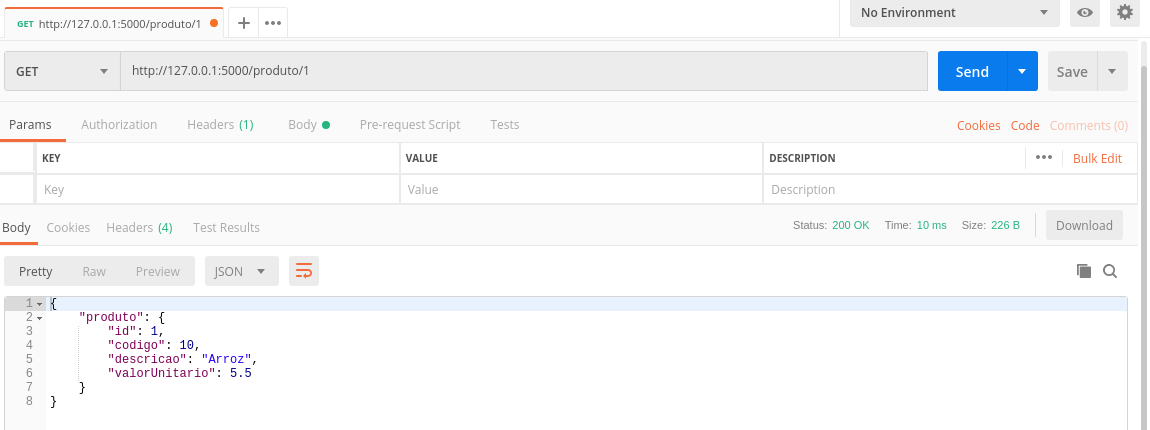 GET http://127.0.0.1:5000/produto/1
No Environment
GET http://127.0.0.1:5000/produto/1 Send Save
Params Authorization Headers (1) Body Pre-request Script Tests Cookies Code Comments (0)
KEY VALUE DESCRIPTION Bulk Edit
Key Value Description
Body Cookies Headers (4) Test Results Status: 200 OK Time: 10 ms Size: 226 B Download
Pretty Raw Preview JSON
1 {
2 "produto": {
3 "id": 1,
4 "codigo": 10,
5 "descricao": "Arroz",
6 "valorUnitario": 5.5
7 }
8 }